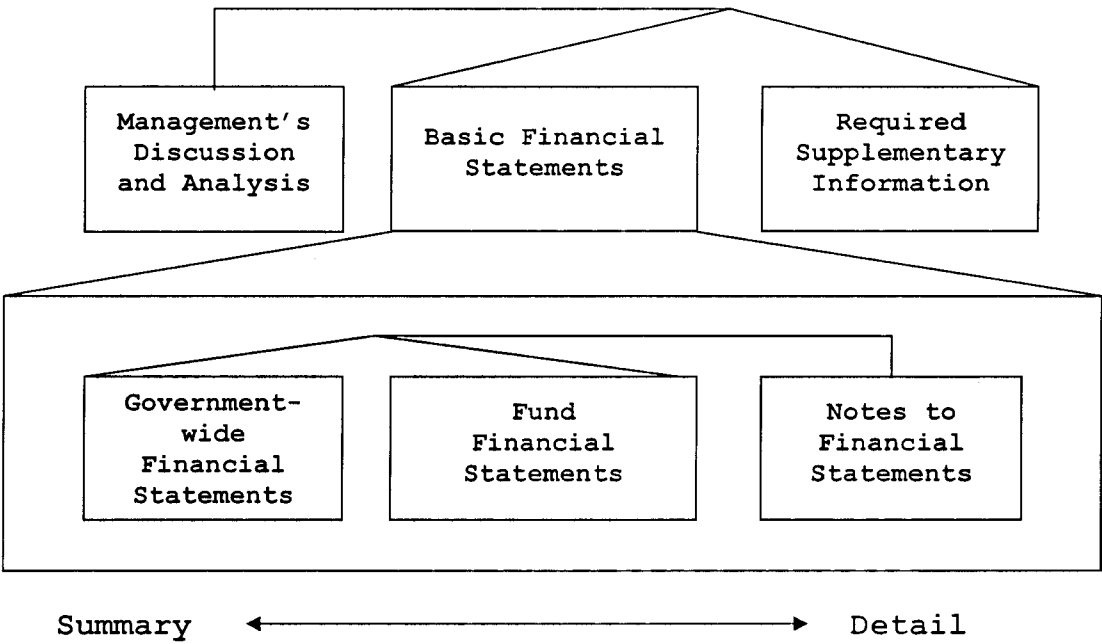 Management's
Discussion
and Analysis
Basic Financial
Statements
Required
Supplementary
Information
Government-
wide
Financial
Statements
Fund
Financial
Statements
Notes to
Financial
Statements
Summary
Detail